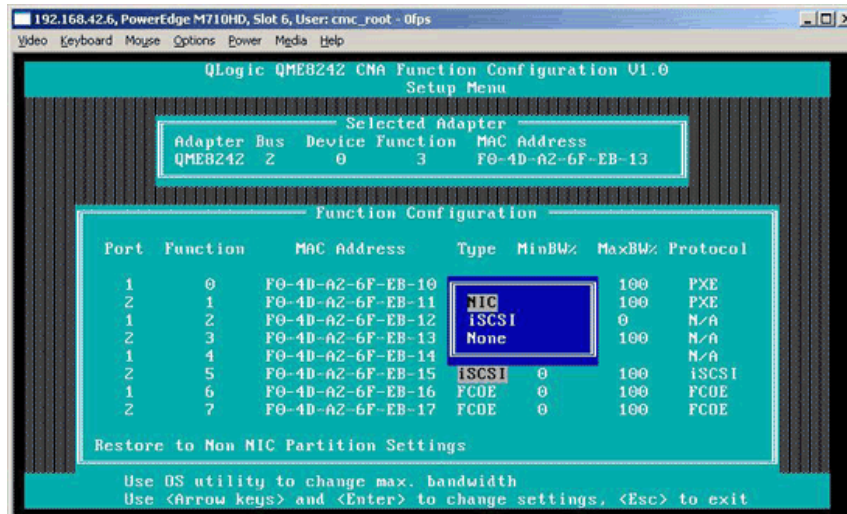 192.168.42.6, PowerEdge M710HD, Slot 6, User: cmc_root - 0fps
Video Keyboard Mouse Options Power Media Help
QLogic QME8242 CNA Function Configuration V1.0
Setup Menu
Selected Adapter
Adapter Bus Device Function MAC Address
QME8242 2 0 3 F0-4D-A2-6F-EB-13
Function Configuration
Port Function MAC Address Type MinBW% MaxBW% Protocol
1 0 F0-4D-A2-6F-EB-10 100 PXE
2 1 F0-4D-A2-6F-EB-11 NIC 100 PXE
1 2 F0-4D-A2-6F-EB-12 iSCSI 0 N/A
2 3 F0-4D-A2-6F-EB-13 None 100 N/A
1 4 F0-4D-A2-6F-EB-14 N/A
2 5 F0-4D-A2-6F-EB-15 iSCSI 0 100 iSCSI
1 6 F0-4D-A2-6F-EB-16 FCOE 0 100 FCOE
2 7 F0-4D-A2-6F-EB-17 FCOE 0 100 FCOE
Restore to Non NIC Partition Settings
Use OS utility to change max. bandwidth
Use <Arrow keys> and <Enter> to change settings, <Esc> to exit